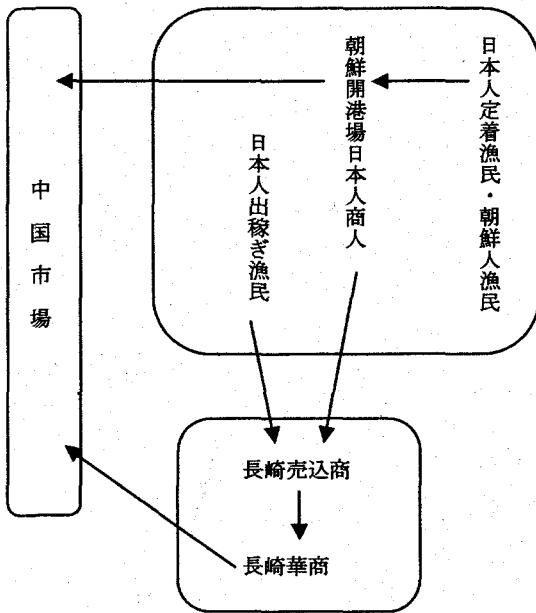 日本人定着漁民・朝鮮人漁民
朝鮮開港場日本人商人
日本人出稼ぎ漁民
中国市場
長崎売込商
長崎華商